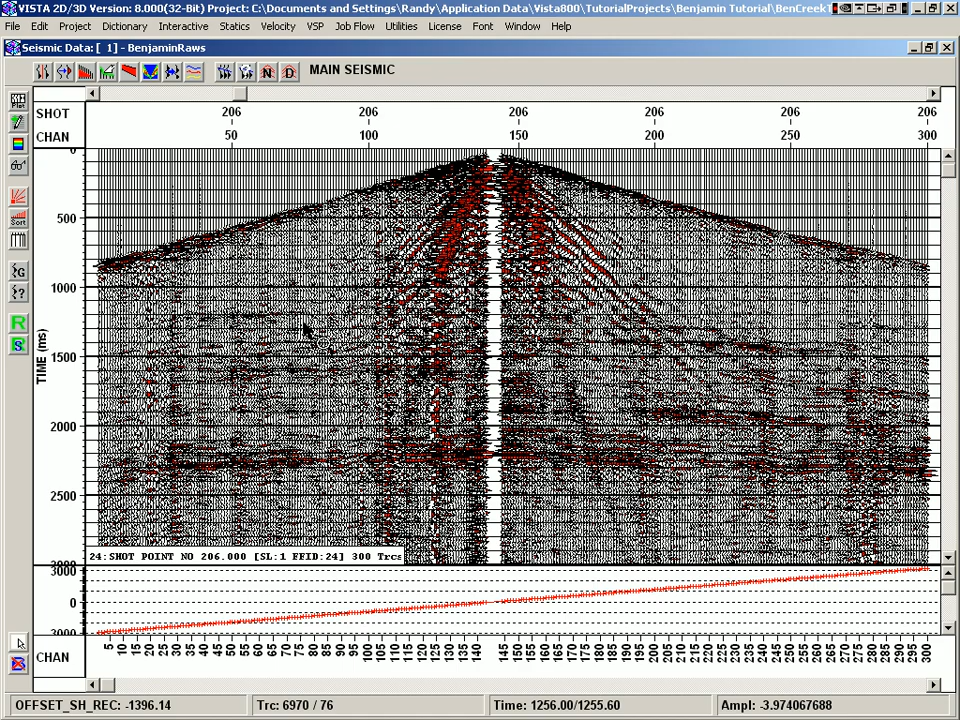 VISTA 2D/3D Version: 8.000(32-Bit) Project: C:\Documents and Settings\Randy\Application Data\Vista800\TutorialProjects\Benjamin Tutorial\BenCreekT
File Project Dictionary Interactive Statics Velocity VSP Job Flow Utilities License Font Window Help
Seismic Data: [ 1] - BenjaminRaws
MAIN SEISMIC
SHOT 206 206 206 206 206 206
CHAN 50 100 150 200 250 300
0
500
1000
1500
2000
2500
TIME (ms)
24:SHOT POINT NO 206.000 [SL:1 FFID:24] 300 Trcs
3000
0
CHAN 5 10 15 20 25 30 35 40 45 50 55 60 65 70 75 80 85 90 95 100 105 110 115 120 125 130 135 140 145 150 155 160 165 170 175 180 185 190 195 200 205 210 215 220 225 230 235 240 245 250 255 260 265 270 275 280 285 290 295 300
OFFSET_SH_REC: -1396.14 Trc: 6970 / 76 Time: 1256.00/1255.60 Ampl: -3.974067688